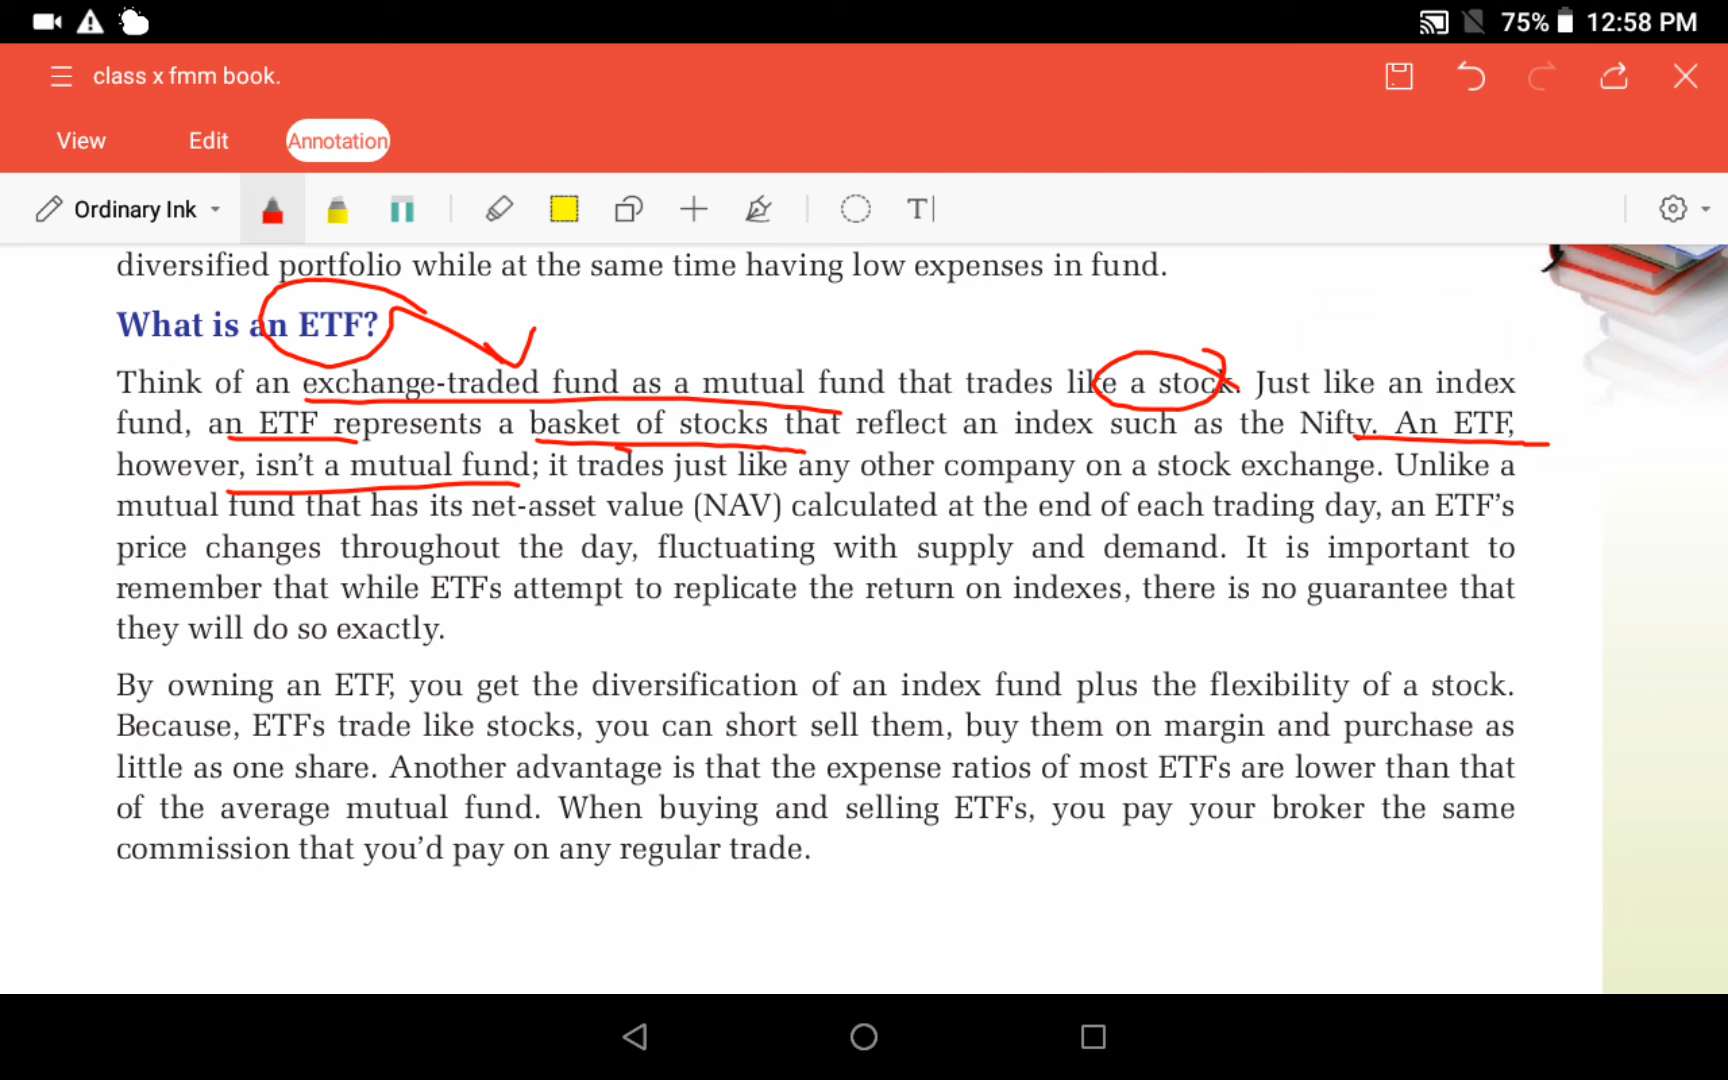 75% 12:58 PM
class x fmm book.
View Edit Annotation
Ordinary Ink T
diversified portfolio while at the same time having low expenses in fund.
What is an ETF?
Think of an exchange-traded fund as a mutual fund that trades like a stock. Just like an index
fund, an ETF represents a basket of stocks that reflect an index such as the Nifty. An ETF,
however, isn't a mutual fund; it trades just like any other company on a stock exchange. Unlike a
mutual fund that has its net-asset value (NAV) calculated at the end of each trading day, an ETF's
price changes throughout the day, fluctuating with supply and demand. It is important to
remember that while ETFs attempt to replicate the return on indexes, there is no guarantee that
they will do so exactly.
By owning an ETF, you get the diversification of an index fund plus the flexibility of a stock.
Because, ETFs trade like stocks, you can short sell them, buy them on margin and purchase as
little as one share. Another advantage is that the expense ratios of most ETFs are lower than that
of the average mutual fund. When buying and selling ETFs, you pay your broker the same
commission that you'd pay on any regular trade.